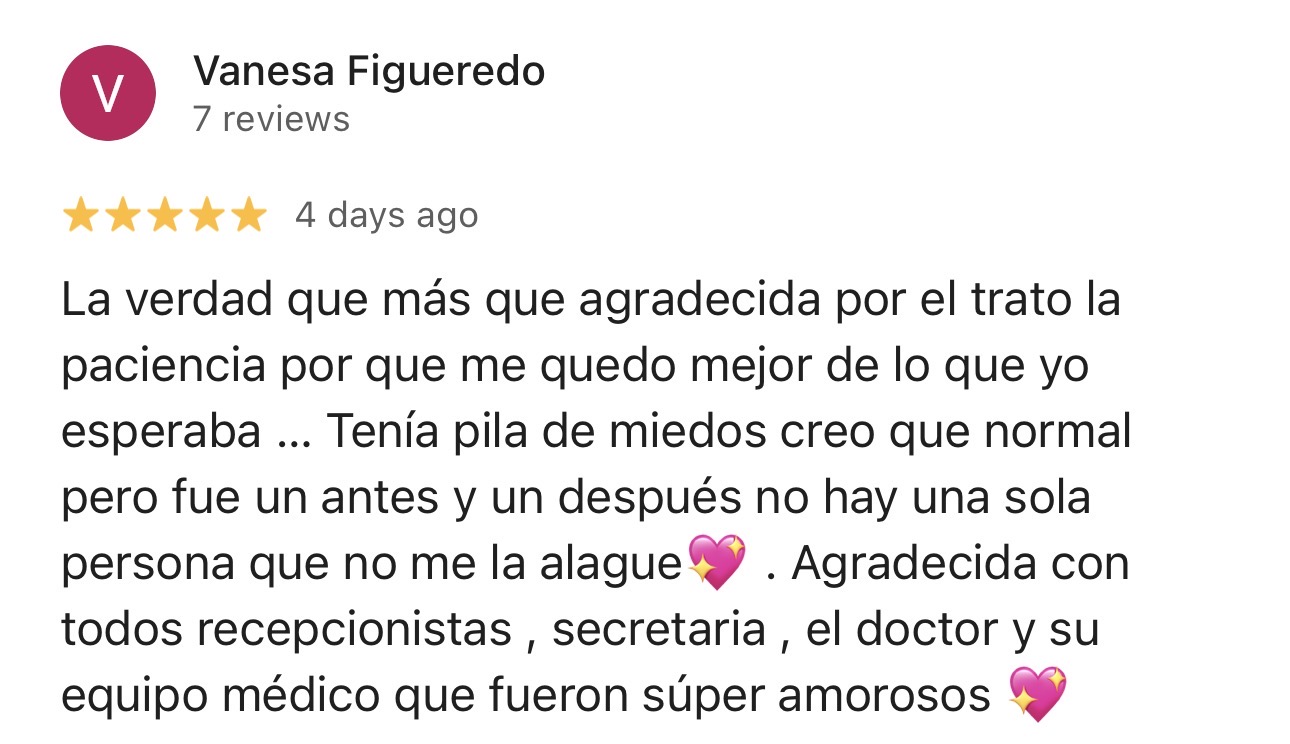 V
Vanesa Figueredo
7 reviews
4 days ago
La verdad que más que agradecida por el trato la
paciencia por que me quedo mejor de lo que yo
esperaba ... Tenía pila de miedos creo que normal
pero fue un antes y un después no hay una sola
persona que no me la alague💖 . Agradecida con
todos recepcionistas , secretaria , el doctor y su
equipo médico que fueron súper amorosos 💖